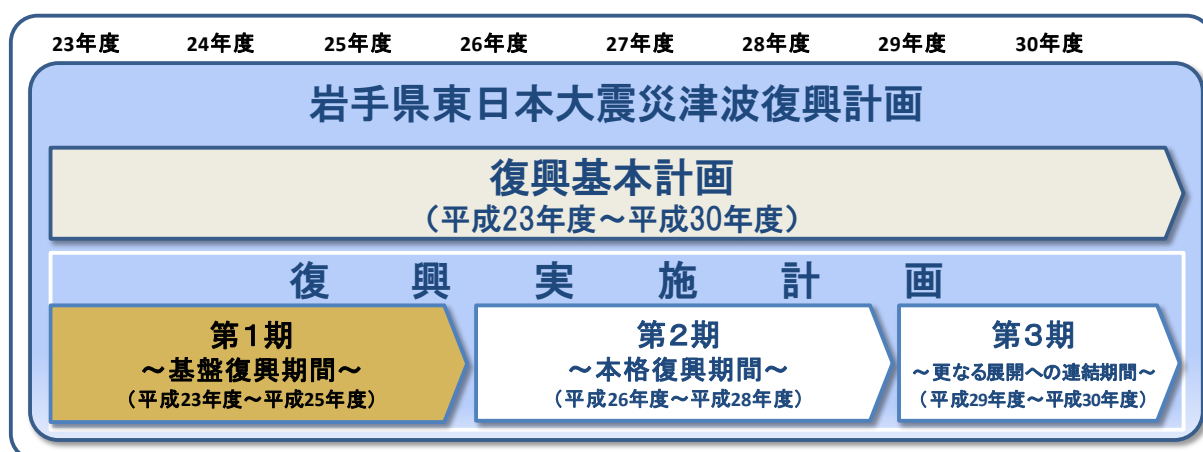 23年度 24年度 25年度 26年度 27年度 28年度 29年度 30年度
岩手県東日本大震災津波復興計画
復興基本計画
（平成23年度～平成30年度）
復興実施計画
第１期
～基盤復興期間～
（平成23年度～平成25年度）
第２期
～本格復興期間～
（平成26年度～平成28年度）
第３期
～更なる展開への連結期間～
（平成29年度～平成30年度）